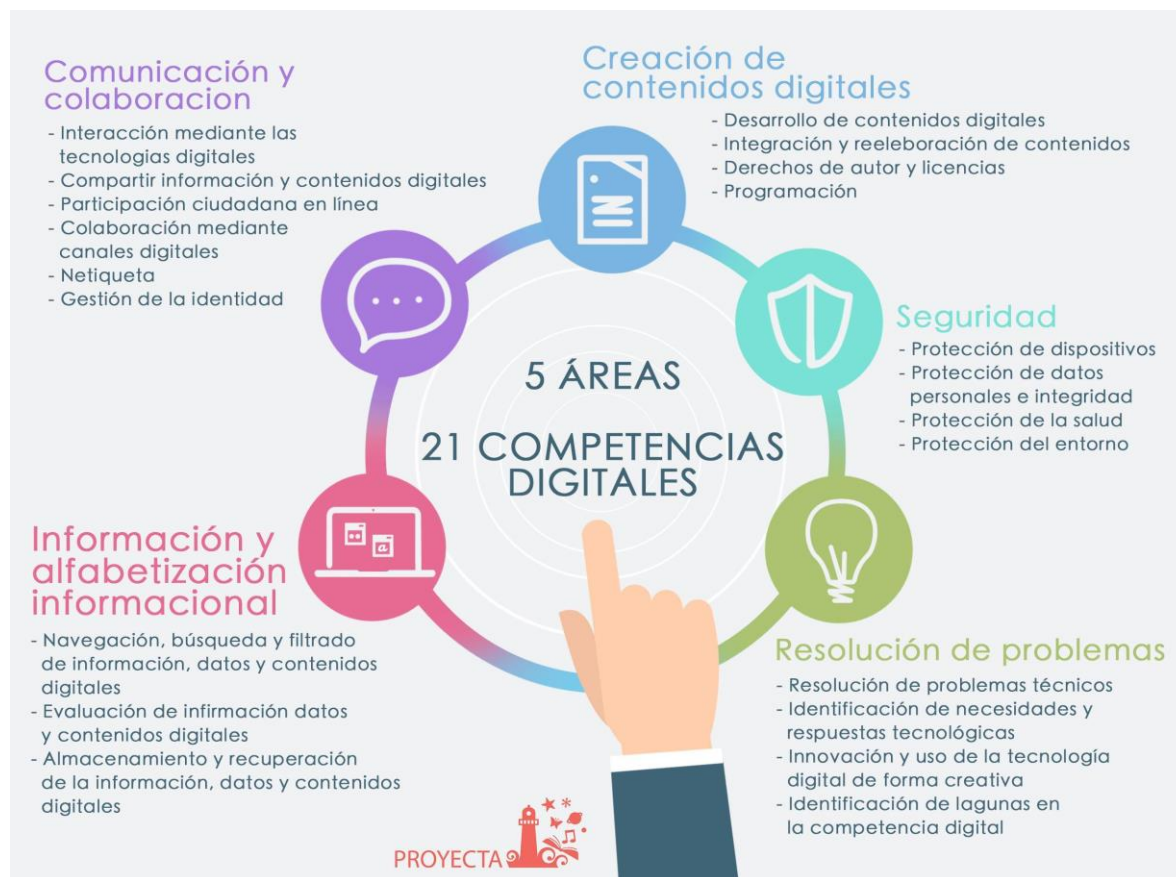 Comunicación y
colaboracion
- Interacción mediante las
tecnologias digitales
- Compartir información y contenidos digitales
- Participación ciudadana en línea
- Colaboración mediante
canales digitales
- Netiqueta
- Gestión de la identidad
Creación de
contenidos digitales
- Desarrollo de contenidos digitales
- Integración y reeleboración de contenidos
- Derechos de autor y licencias
- Programación
Seguridad
- Protección de dispositivos
- Protección de datos
personales e integridad
- Protección de la salud
- Protección del entorno
5 ÁREAS
21 COMPETENCIAS
DIGITALES
Información y
alfabetización
informacional
- Navegación, búsqueda y filtrado
de información, datos y contenidos
digitales
- Evaluación de infirmación datos
y contenidos digitales
- Almacenamiento y recuperación
de la información, datos y contenidos
digitales
Resolución de problemas
- Resolución de problemas técnicos
- Identificación de necesidades y
respuestas tecnológicas
- Innovación y uso de la tecnología
digital de forma creativa
- Identificación de lagunas en
la competencia digital
PROYECTA